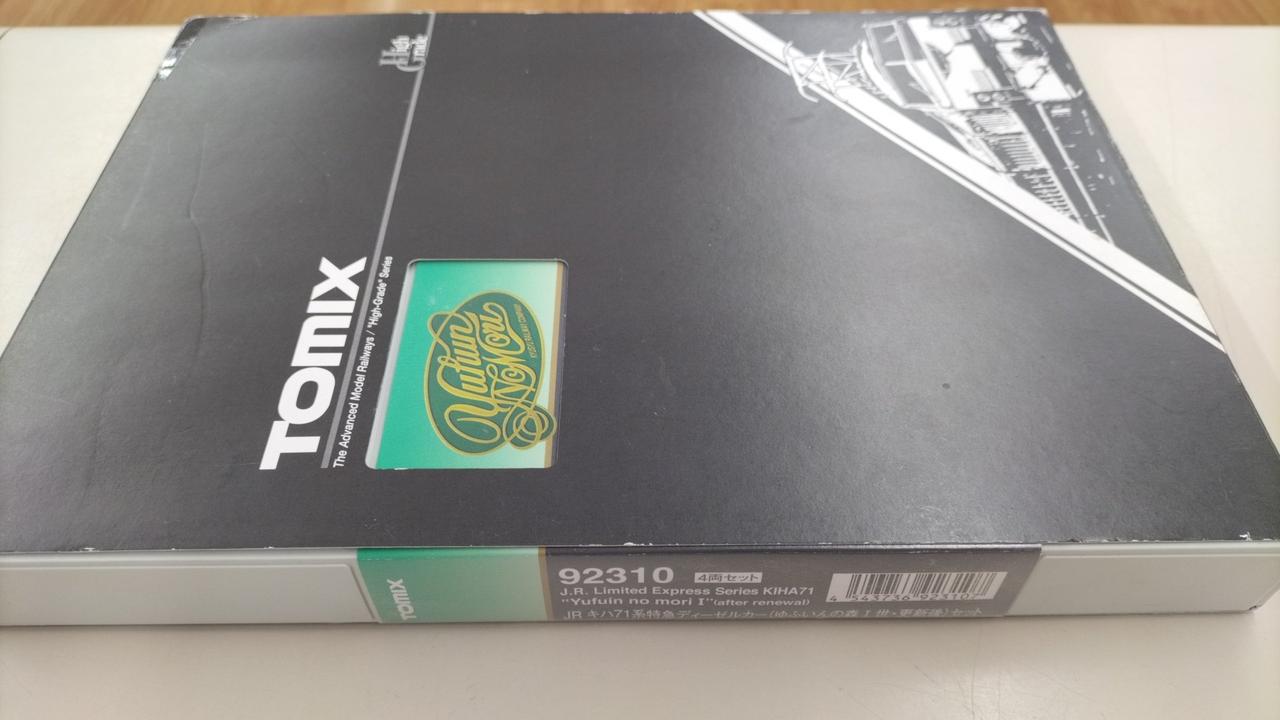 High
Grade
TOMIX
The Advanced Model Railways / "High-Grade" Series
Yufuin
No Mori
KYUSHU RAILWAY COMPANY
TOMIX
92310 4両セット
J.R. Limited Express Series KIHA71
"Yufuin no mori I"(after renewal)
JR キハ71系特急ディーゼルカー(ゆふいんの森Ⅰ世・更新後)セット